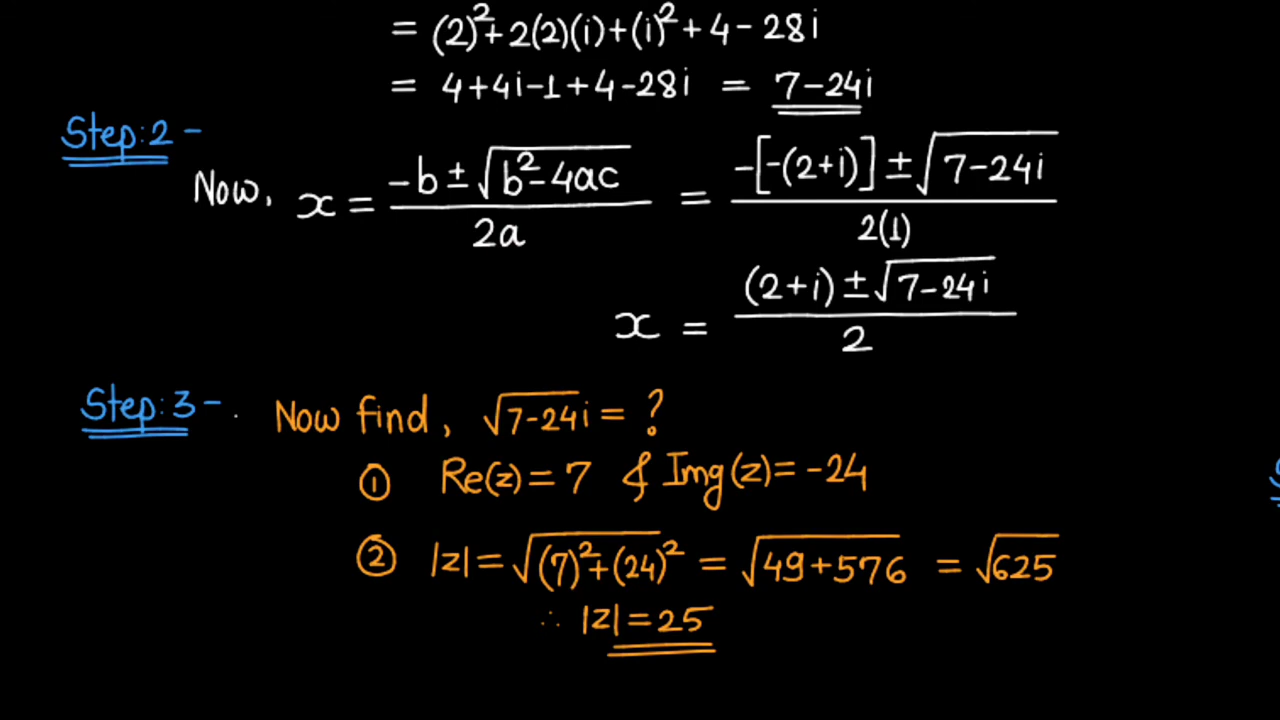 = (2)²+2(2)(i)+(i)²+4-28i
= 4+4i-1+4-28i = 7-24i
Step:2 -
Now, x = (-b±√(b²-4ac))/2a = (-[-(2+i)]±√(7-24i))/2(1)
x = ((2+i)±√(7-24i))/2
Step:3 - Now find, √(7-24i) = ?
① Re(z)=7 & Img(z)=-24
② |z|=√((7)²+(24)²) = √(49+576) = √625
∴ |z|=25